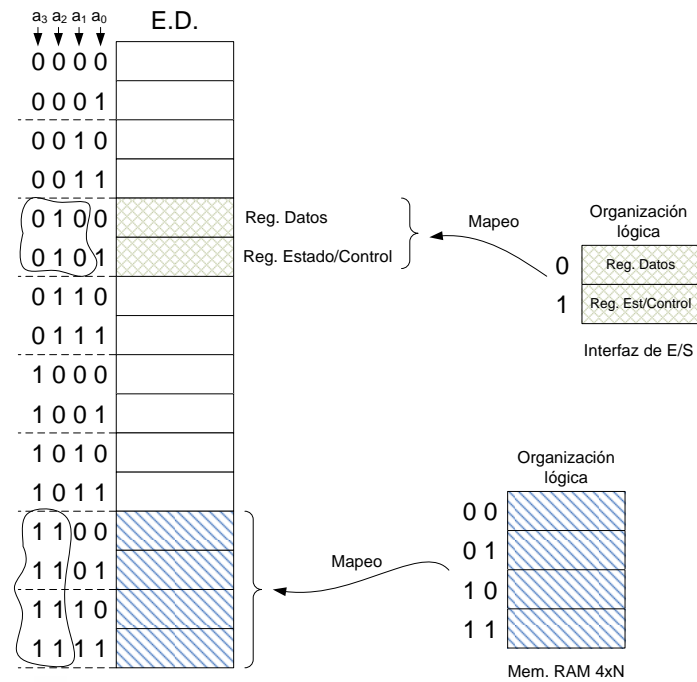 a₃ a₂ a₁ a₀
E.D.
0 0 0 0
0 0 0 1
0 0 1 0
0 0 1 1
0 1 0 0
Reg. Datos
0 1 0 1
Reg. Estado/Control
0 1 1 0
0 1 1 1
1 0 0 0
1 0 0 1
1 0 1 0
1 0 1 1
1 1 0 0
1 1 0 1
1 1 1 0
1 1 1 1
Mapeo
Organización
lógica
0 Reg. Datos
1 Reg. Est/Control
Interfaz de E/S
Mapeo
Organización
lógica
0 0
0 1
1 0
1 1
Mem. RAM 4xN